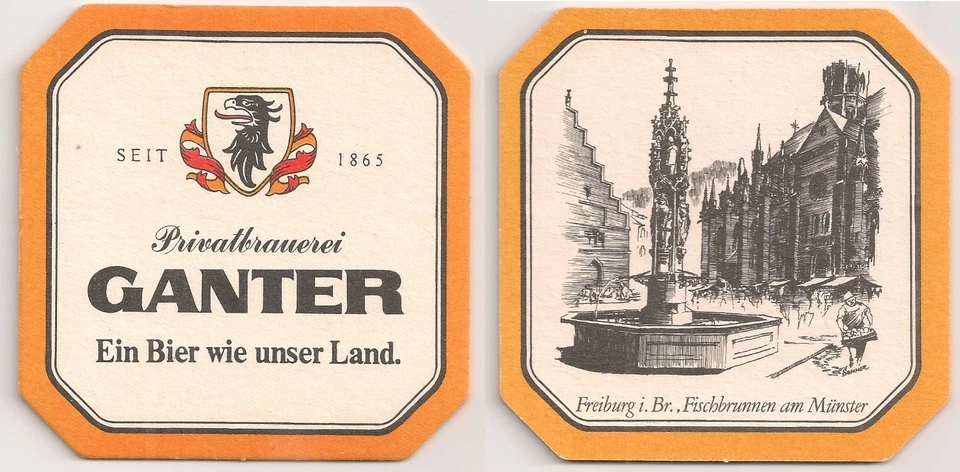 SEIT 1865
Privatbrauerei
GANTER
Ein Bier wie unser Land.
Freiburg i. Br., Fischbrunnen am Münster